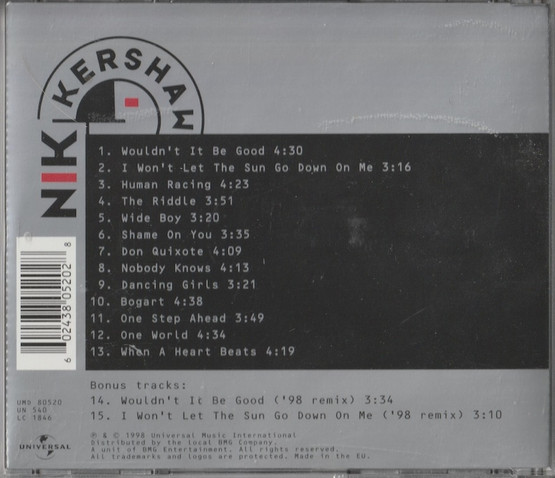 NIK KERSHAW
1. Wouldn't It Be Good 4:30
2. I Won't Let The Sun Go Down On Me 3:16
3. Human Racing 4:23
4. The Riddle 3:51
5. Wide Boy 3:20
6. Shame On You 3:35
7. Don Quixote 4:09
8. Nobody Knows 4:13
9. Dancing Girls 3:21
10. Bogart 4:38
11. One Step Ahead 3:49
12. One World 4:34
13. When A Heart Beats 4:19
6 02438 05202 8
Bonus tracks:
14. Wouldn't It Be Good ('98 remix) 3:34
15. I Won't Let The Sun Go Down On Me ('98 remix) 3:10
UMD 80520
UN 540
LC 1846
UNIVERSAL
℗ & © 1998 Universal Music International
Distributed by the local BMG Company.
A unit of BMG Entertainment. All rights reserved.
All trademarks and logos are protected. Made in the EU.